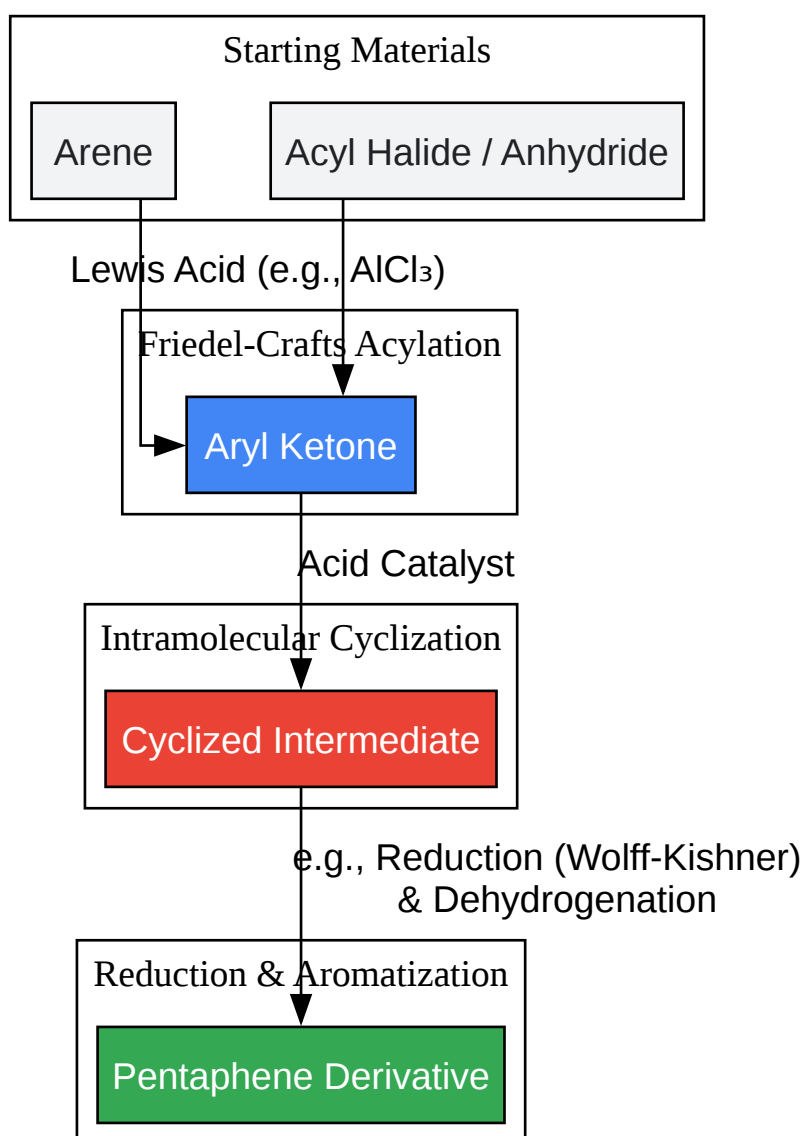 Starting Materials
Arene
Acyl Halide / Anhydride
Lewis Acid (e.g., AlCl₃)
Friedel-Crafts Acylation
Aryl Ketone
Acid Catalyst
Intramolecular Cyclization
Cyclized Intermediate
e.g., Reduction (Wolff-Kishner)
& Dehydrogenation
Reduction & Aromatization
Pentaphene Derivative